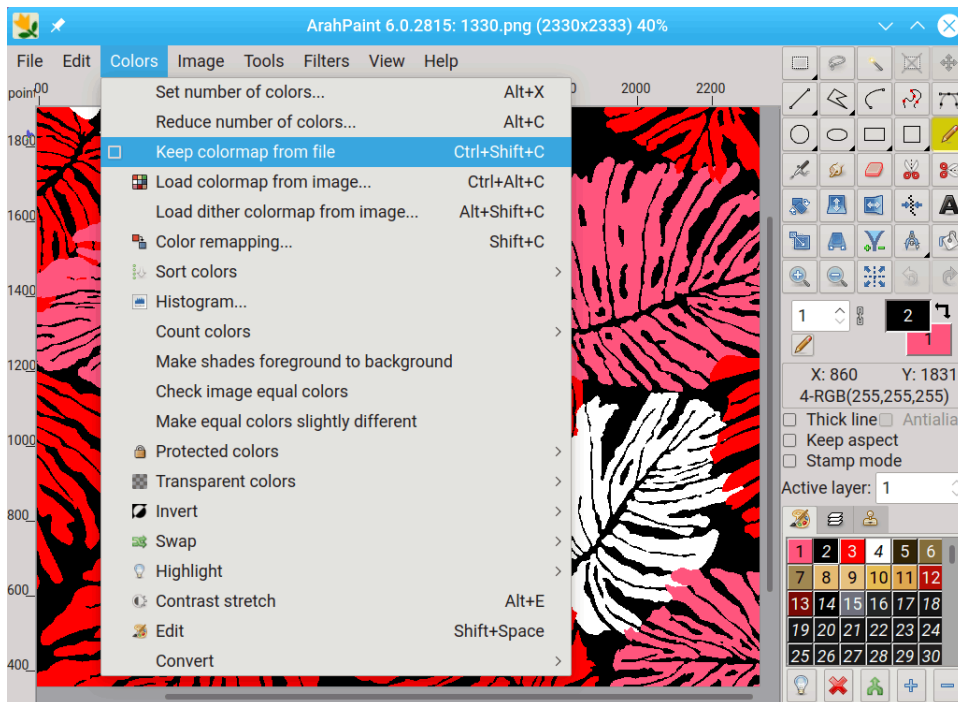 ArahPaint 6.0.2815: 1330.png (2330x2333) 40%
File Edit Colors Image Tools Filters View Help
point 00 2000 2200
Set number of colors... Alt+X
Reduce number of colors... Alt+C
Keep colormap from file Ctrl+Shift+C
Load colormap from image... Ctrl+Alt+C
Load dither colormap from image... Alt+Shift+C
Color remapping... Shift+C
Sort colors
Histogram...
Count colors
Make shades foreground to background
Check image equal colors
Make equal colors slightly different
Protected colors
Transparent colors
Invert
Swap
Highlight
Contrast stretch Alt+E
Edit Shift+Space
Convert
1800
1600
1400
1200
1000
800
600
400
A
1 2
1
X: 860 Y: 1831
4-RGB(255,255,255)
Thick line Antialia
Keep aspect
Stamp mode
Active layer: 1
1 2 3 4 5 6
7 8 9 10 11 12
13 14 15 16 17 18
19 20 21 22 23 24
25 26 27 28 29 30